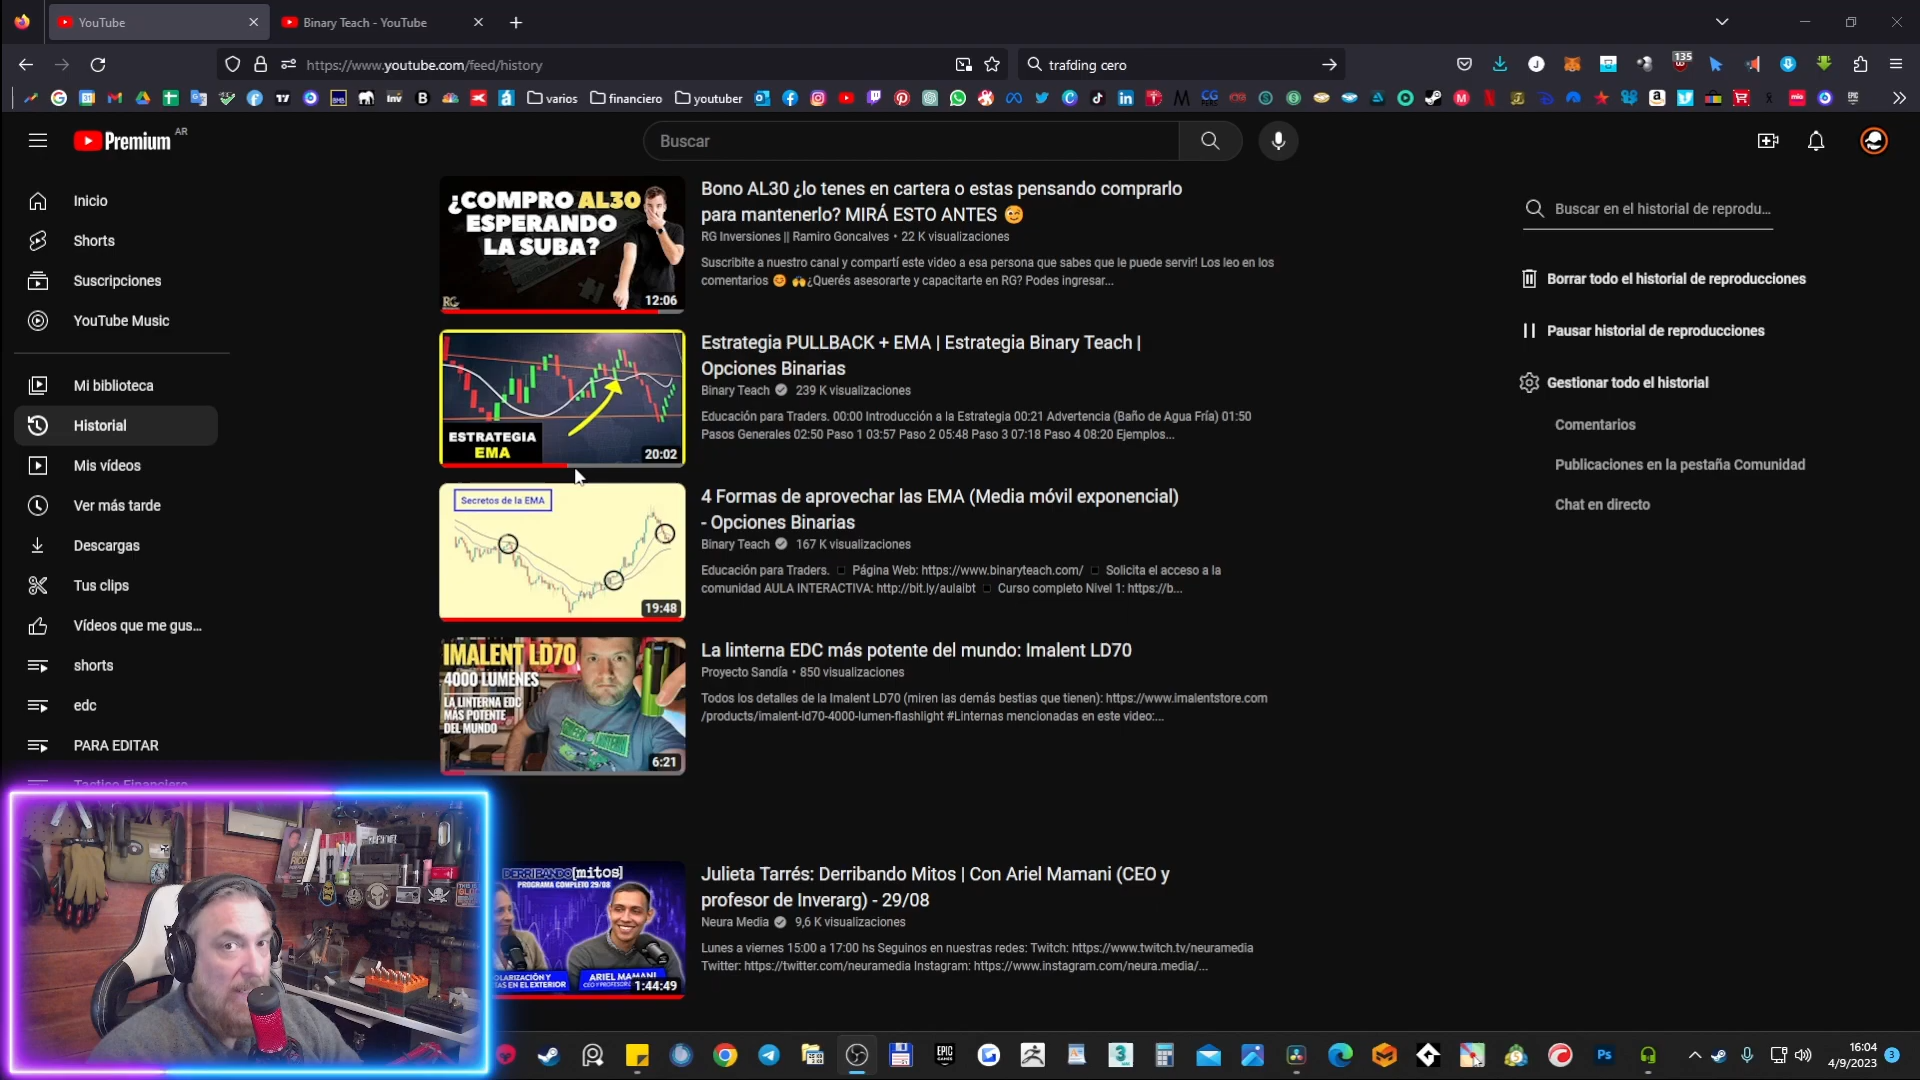 YouTube
Binary Teach - YouTube
https://www.youtube.com/feed/history
trafding cero
135
varios
financiero
youtuber
Premium AR
Buscar
Inicio
Shorts
Suscripciones
YouTube Music
Mi biblioteca
Historial
Mis vídeos
Ver más tarde
Descargas
Tus clips
Vídeos que me gus...
shorts
edc
PARA EDITAR
¿COMPRO AL30
ESPERANDO
LA SUBA?
RG
12:06
Bono AL30 ¿lo tenes en cartera o estas pensando comprarlo
para mantenerlo? MIRÁ ESTO ANTES 😉
RG Inversiones || Ramiro Goncalves • 22 K visualizaciones
Suscribite a nuestro canal y compartí este video a esa persona que sabes que le puede servir! Los leo en los
comentarios 😊 🙌¿Querés asesorarte y capacitarte en RG? Podes ingresar...
ESTRATEGIA
EMA
20:02
Estrategia PULLBACK + EMA | Estrategia Binary Teach |
Opciones Binarias
Binary Teach 239 K visualizaciones
Educación para Traders. 00:00 Introducción a la Estrategia 00:21 Advertencia (Baño de Agua Fría) 01:50
Pasos Generales 02:50 Paso 1 03:57 Paso 2 05:48 Paso 3 07:18 Paso 4 08:20 Ejemplos...
Secretos de la EMA
19:48
4 Formas de aprovechar las EMA (Media móvil exponencial)
- Opciones Binarias
Binary Teach 167 K visualizaciones
Educación para Traders. ◾ Página Web: https://www.binaryteach.com/ ◾ Solicita el acceso a la
comunidad AULA INTERACTIVA: http://bit.ly/aulaibt ◾ Curso completo Nivel 1: https://b...
IMALENT LD70
4000 LUMENES
LA LINTERNA EDC
MÁS POTENTE
DEL MUNDO
6:21
La linterna EDC más potente del mundo: Imalent LD70
Proyecto Sandía • 850 visualizaciones
Todos los detalles de la Imalent LD70 (miren las demás bestias que tienen): https://www.imalentstore.com
/products/imalent-ld70-4000-lumen-flashlight #Linternas mencionadas en este video:...
DERRIBANDO[mitos]
PROGRAMA COMPLETO 29/08
ARIEL MAMANI
1:44:49
Julieta Tarrés: Derribando Mitos | Con Ariel Mamani (CEO y
profesor de Inverarg) - 29/08
Neura Media 9,6 K visualizaciones
Lunes a viernes 15:00 a 17:00 hs Seguinos en nuestras redes: Twitch: https://www.twitch.tv/neuramedia
Twitter: https://twitter.com/neuramedia Instagram: https://www.instagram.com/neura.media/...
Buscar en el historial de reprodu...
Borrar todo el historial de reproducciones
Pausar historial de reproducciones
Gestionar todo el historial
Comentarios
Publicaciones en la pestaña Comunidad
Chat en directo
16:04
4/9/2023
3